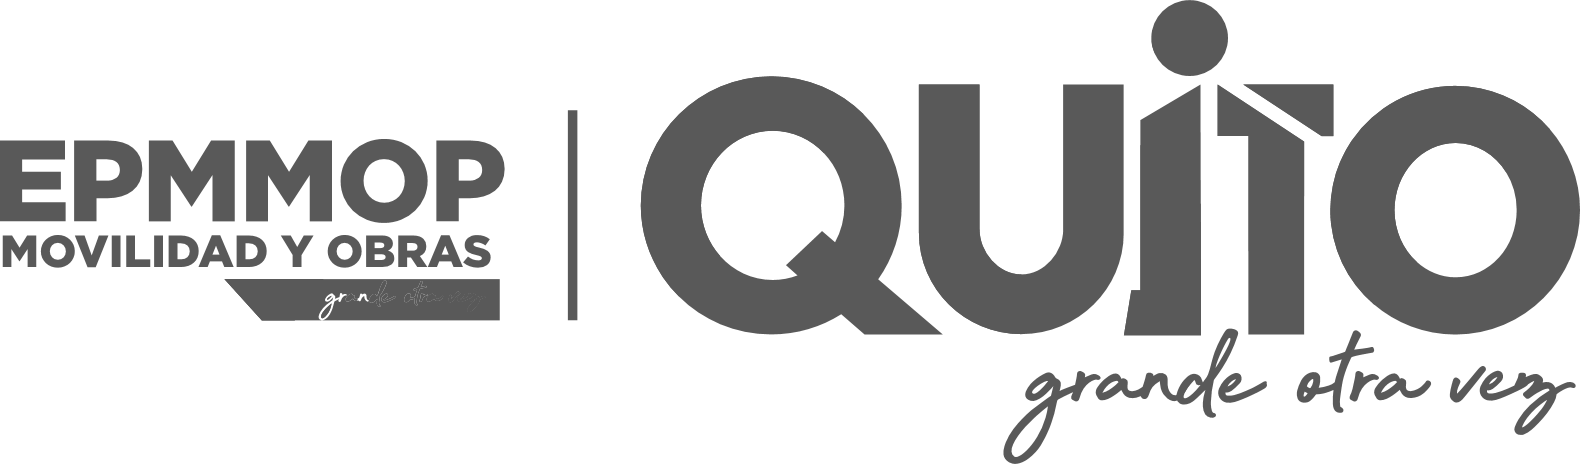 EPMMOP
MOVILIDAD Y OBRAS
grande otra vez
QUiTO
grande otra vez